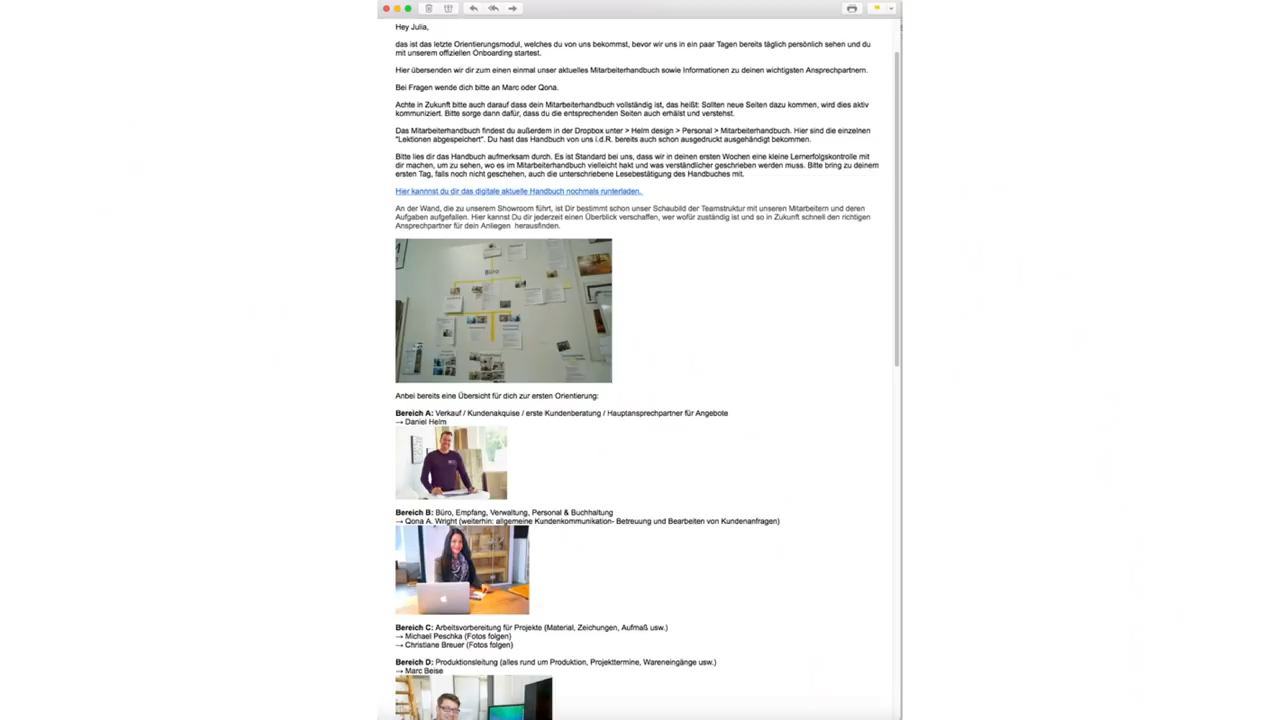 Hey Julia,
das ist das letzte Orientierungsmodul, welches du von uns bekommst, bevor wir uns in ein paar Tagen bereits täglich persönlich sehen und du
mit unserem offiziellen Onboarding startest.
Hier übersenden wir dir zum einen einmal unser aktuelles Mitarbeiterhandbuch sowie Informationen zu deinen wichtigsten Ansprechpartnern.
Bei Fragen wende dich bitte an Marc oder Qona.
Achte in Zukunft bitte auch darauf dass dein Mitarbeiterhandbuch vollständig ist, das heißt: Sollten neue Seiten dazu kommen, wird dies aktiv
kommuniziert. Bitte sorge dann dafür, dass du die entsprechenden Seiten auch erhälst und verstehst.
Das Mitarbeiterhandbuch findest du außerdem in der Dropbox unter > Helm design > Personal > Mitarbeiterhandbuch. Hier sind die einzelnen
"Lektionen abgespeichert". Du hast das Handbuch von uns i.d.R. bereits auch schon ausgedruckt ausgehändigt bekommen.
Bitte lies dir das Handbuch aufmerksam durch. Es ist Standard bei uns, dass wir in deinen ersten Wochen eine kleine Lernerfolgskontrolle mit
dir machen, um zu sehen, wo es im Mitarbeiterhandbuch vielleicht hakt und was verständlicher geschrieben werden muss. Bitte bring zu deinem
ersten Tag, falls noch nicht geschehen, auch die unterschriebene Lesebestätigung des Handbuches mit.
Hier kannnst du dir das digitale aktuelle Handbuch nochmals runterladen.
An der Wand, die zu unserem Showroom führt, ist Dir bestimmt schon unser Schaubild der Teamstruktur mit unseren Mitarbeitern und deren
Aufgaben aufgefallen. Hier kannst Du dir jederzeit einen Überblick verschaffen, wer wofür zuständig ist und so in Zukunft schnell den richtigen
Ansprechpartner für dein Anliegen herausfinden.
Büro
Anbei bereits eine Übersicht für dich zur ersten Orientierung:
Bereich A: Verkauf / Kundenakquise / erste Kundenberatung / Hauptansprechpartner für Angebote
→ Daniel Helm
Bereich B: Büro, Empfang, Verwaltung, Personal & Buchhaltung
→ Qona A. Wright (weiterhin: allgemeine Kundenkommunikation- Betreuung und Bearbeiten von Kundenanfragen)
Bereich C: Arbeitsvorbereitung für Projekte (Material, Zeichungen, Aufmaß usw.)
→ Michael Peschka (Fotos folgen)
→ Christiane Breuer (Fotos folgen)
Bereich D: Produktionsleitung (alles rund um Produktion, Projekttermine, Wareneingänge usw.)
→ Marc Beise